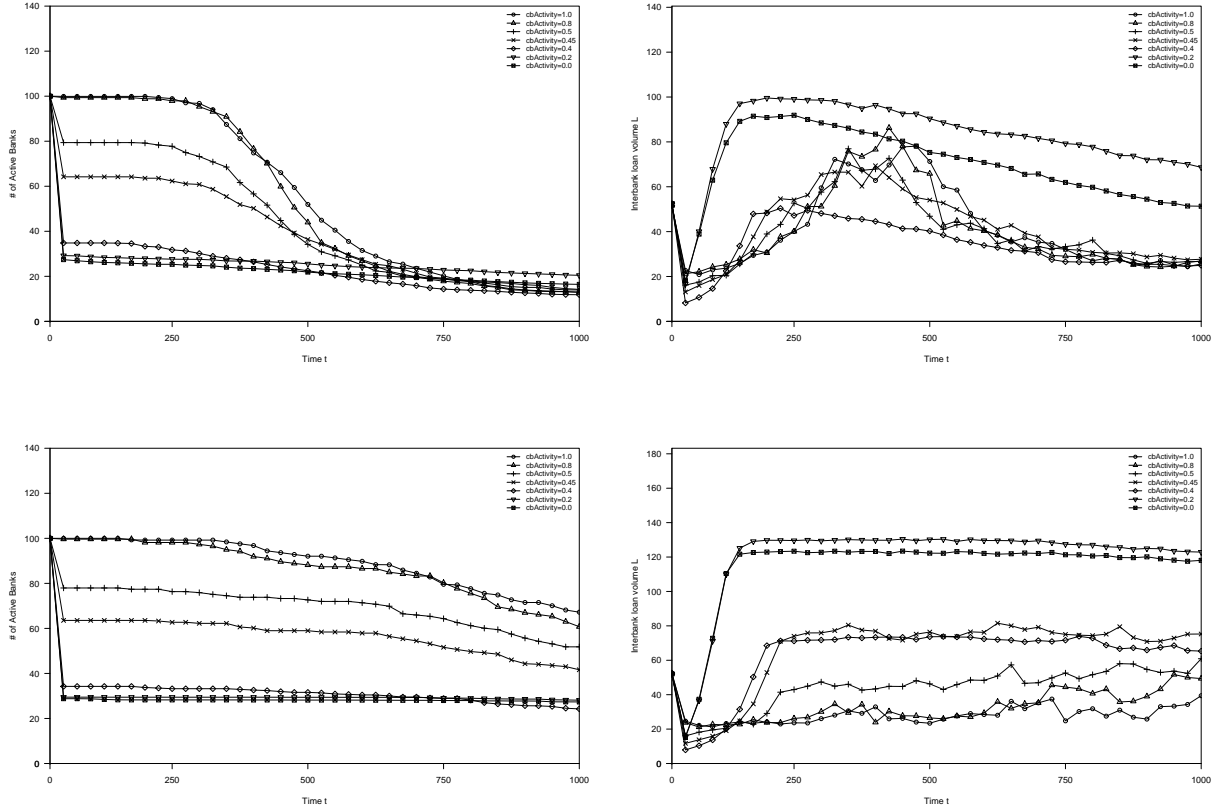 # of Active Banks
140
120
100
80
60
40
20
0
0
250
500
750
1000
Time t
cbActivity=1.0
cbActivity=0.8
cbActivity=0.5
cbActivity=0.45
cbActivity=0.4
cbActivity=0.2
cbActivity=0.0
Interbank loan volume L
140
120
100
80
60
40
20
0
0
250
500
750
1000
Time t
cbActivity=1.0
cbActivity=0.8
cbActivity=0.5
cbActivity=0.45
cbActivity=0.4
cbActivity=0.2
cbActivity=0.0
# of Active Banks
140
120
100
80
60
40
20
0
0
250
500
750
1000
Time t
cbActivity=1.0
cbActivity=0.8
cbActivity=0.5
cbActivity=0.45
cbActivity=0.4
cbActivity=0.2
cbActivity=0.0
Interbank loan volume L
180
160
140
120
100
80
60
40
20
0
0
250
500
750
1000
Time t
cbActivity=1.0
cbActivity=0.8
cbActivity=0.5
cbActivity=0.45
cbActivity=0.4
cbActivity=0.2
cbActivity=0.0